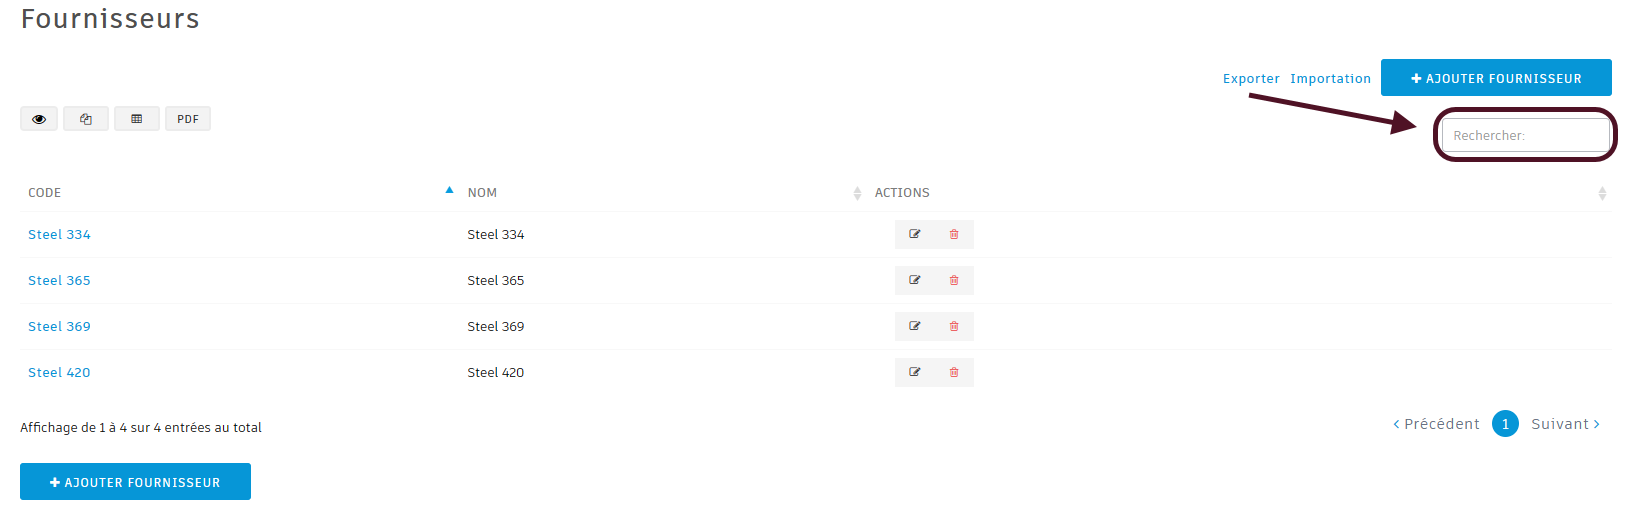 Fournisseurs
Exporter Importation AJOUTER FOURNISSEUR
PDF
Rechercher:
CODE NOM ACTIONS
Steel 334 Steel 334
Steel 365 Steel 365
Steel 369 Steel 369
Steel 420 Steel 420
Affichage de 1 à 4 sur 4 entrées au total
Précédent 1 Suivant
AJOUTER FOURNISSEUR